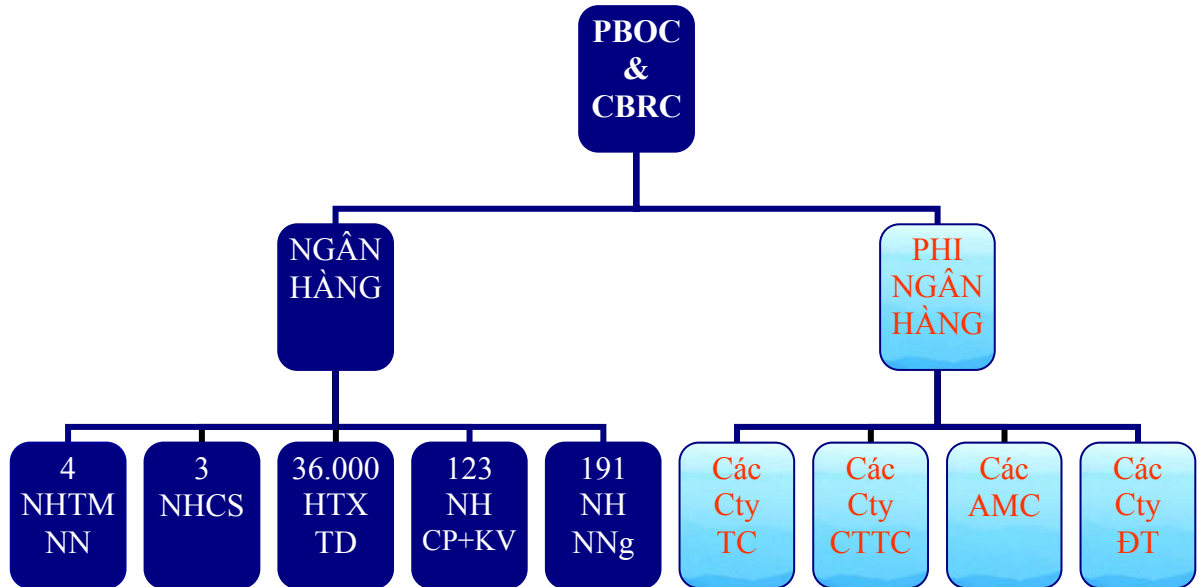 PBOC
&
CBRC
NGÂN
HÀNG
PHI
NGÂN
HÀNG
4
NHTM
NN
3
NHCS
36.000
HTX
TD
123
NH
CP+KV
191
NH
NNg
Các
Cty
TC
Các
Cty
CTTC
Các
AMC
Các
Cty
ĐT